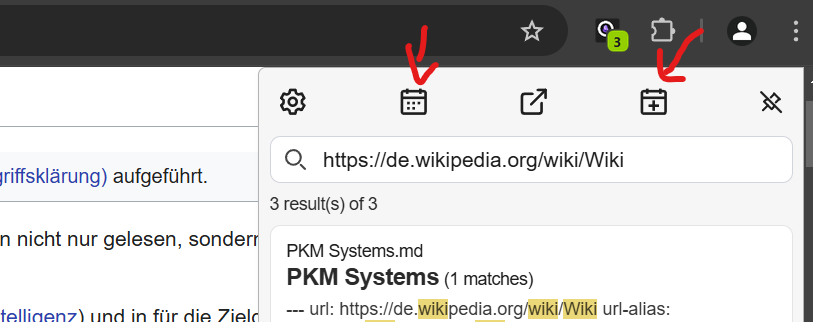 3
https://de.wikipedia.org/wiki/Wiki
griffsklärung) aufgeführt.
3 result(s) of 3
n nicht nur gelesen, sondern
PKM Systems.md
PKM Systems (1 matches)
--- url: https://de.wikipedia.org/wiki/Wiki url-alias:
telligenz) und in für die Zielg